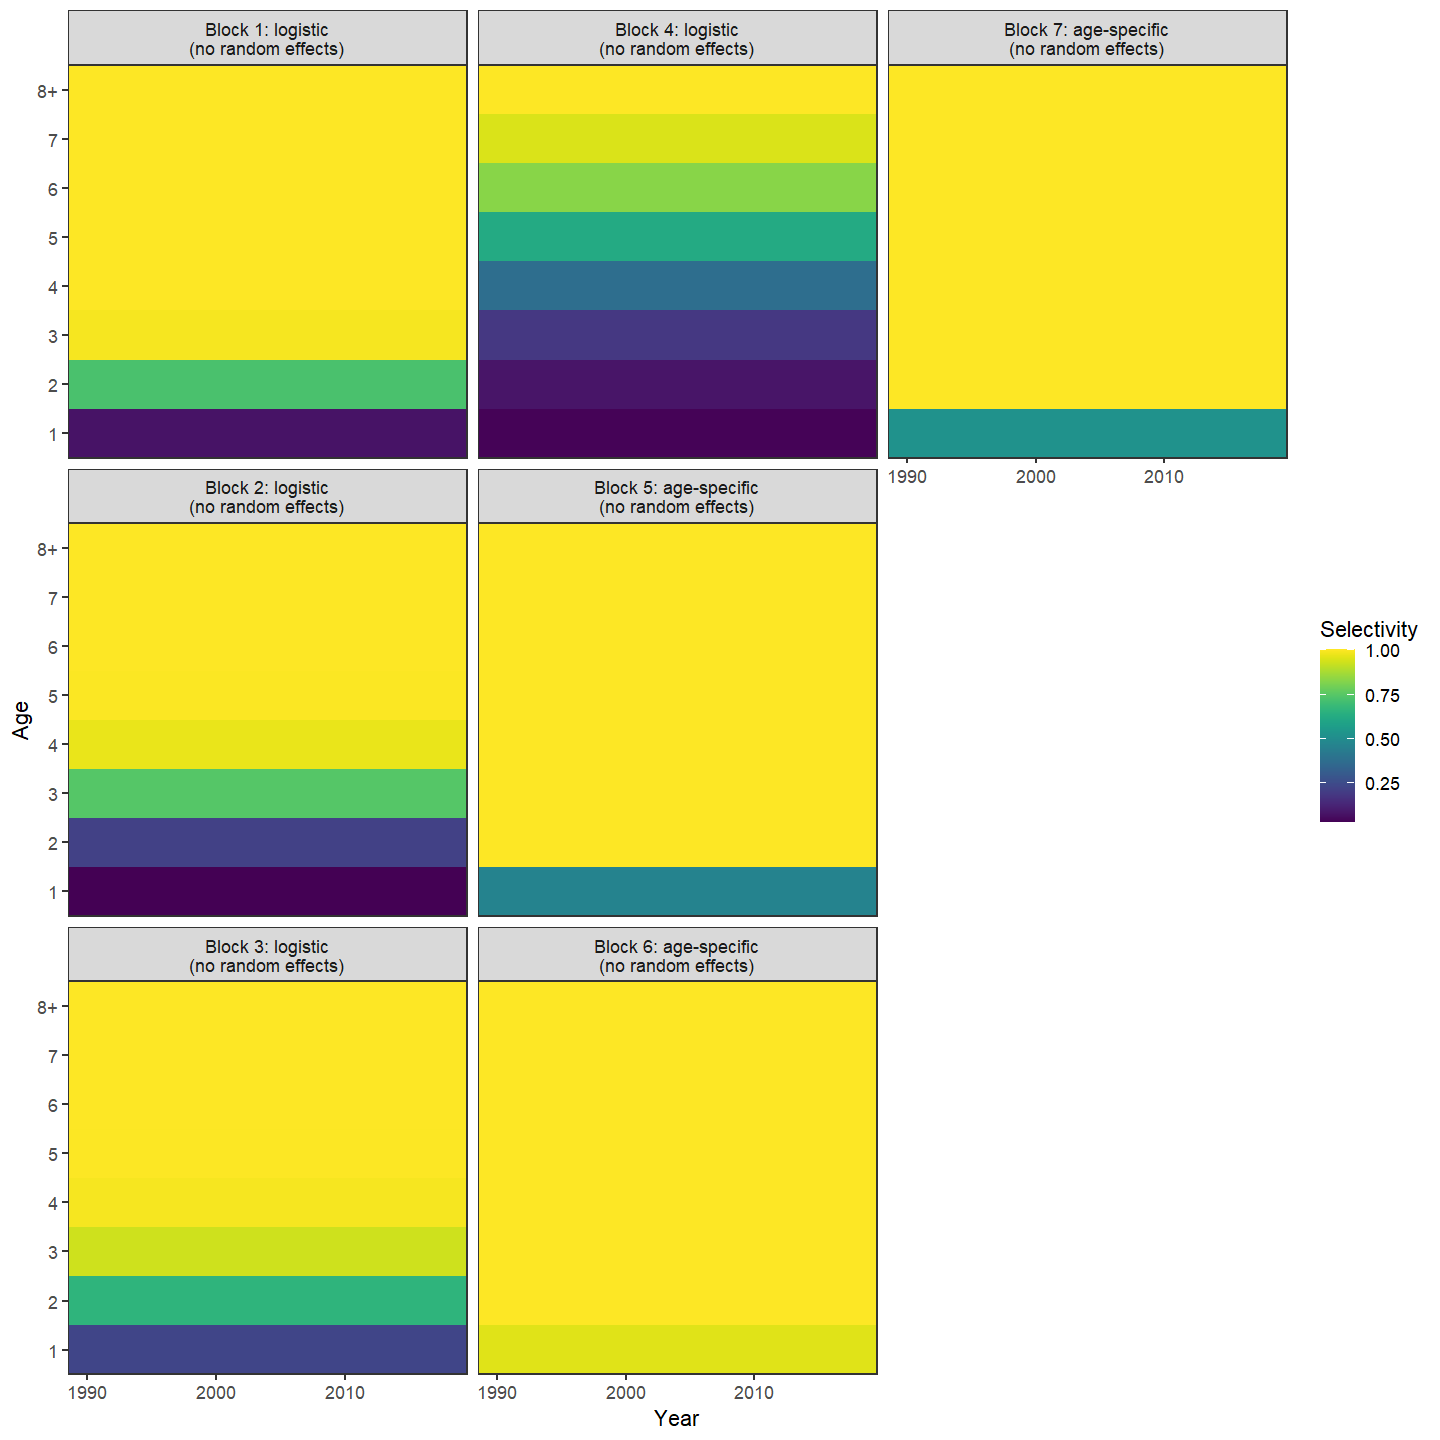 Block 1: logistic
(no random effects)
Block 4: logistic
(no random effects)
Block 7: age-specific
(no random effects)
8+
7
6
5
4
3
2
1
1990
2000
2010
Block 2: logistic
(no random effects)
Block 5: age-specific
(no random effects)
8+
7
6
5
4
3
2
1
Age
Selectivity
1.00
0.75
0.50
0.25
Block 3: logistic
(no random effects)
Block 6: age-specific
(no random effects)
8+
7
6
5
4
3
2
1
1990
2000
2010
1990
2000
2010
Year